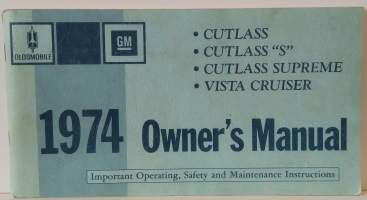 OLDSMOBILE
GM
• CUTLASS
• CUTLASS "S"
• CUTLASS SUPREME
• VISTA CRUISER
1974 Owner's Manual
Important Operating, Safety and Maintenance Instructions